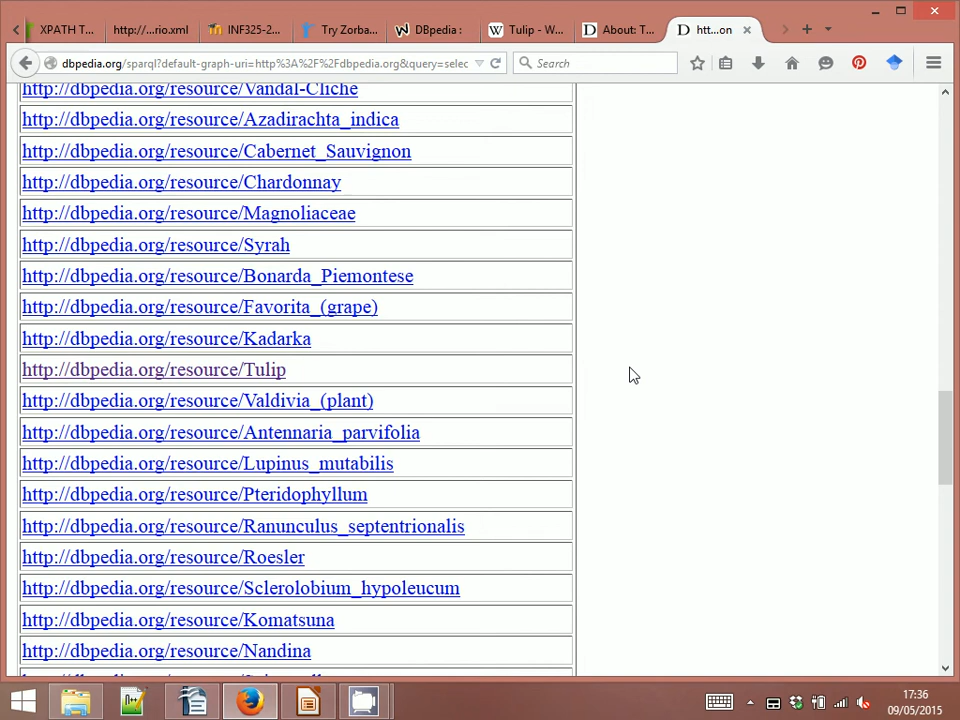 XPATH T...
http://...rio.xml
INF325-2
Try Zorba...
DBpedia :
Tulip - W...
About: T...
htt...on
dbpedia.org/sparql?default-graph-uri=http%3A%2F%2Fdbpedia.org&query=selec
Search
http://dbpedia.org/resource/Vandal-Cliche
http://dbpedia.org/resource/Azadirachta_indica
http://dbpedia.org/resource/Cabernet_Sauvignon
http://dbpedia.org/resource/Chardonnay
http://dbpedia.org/resource/Magnoliaceae
http://dbpedia.org/resource/Syrah
http://dbpedia.org/resource/Bonarda_Piemontese
http://dbpedia.org/resource/Favorita_(grape)
http://dbpedia.org/resource/Kadarka
http://dbpedia.org/resource/Tulip
http://dbpedia.org/resource/Valdivia_(plant)
http://dbpedia.org/resource/Antennaria_parvifolia
http://dbpedia.org/resource/Lupinus_mutabilis
http://dbpedia.org/resource/Pteridophyllum
http://dbpedia.org/resource/Ranunculus_septentrionalis
http://dbpedia.org/resource/Roesler
http://dbpedia.org/resource/Sclerolobium_hypoleucum
http://dbpedia.org/resource/Komatsuna
http://dbpedia.org/resource/Nandina
17:36
09/05/2015